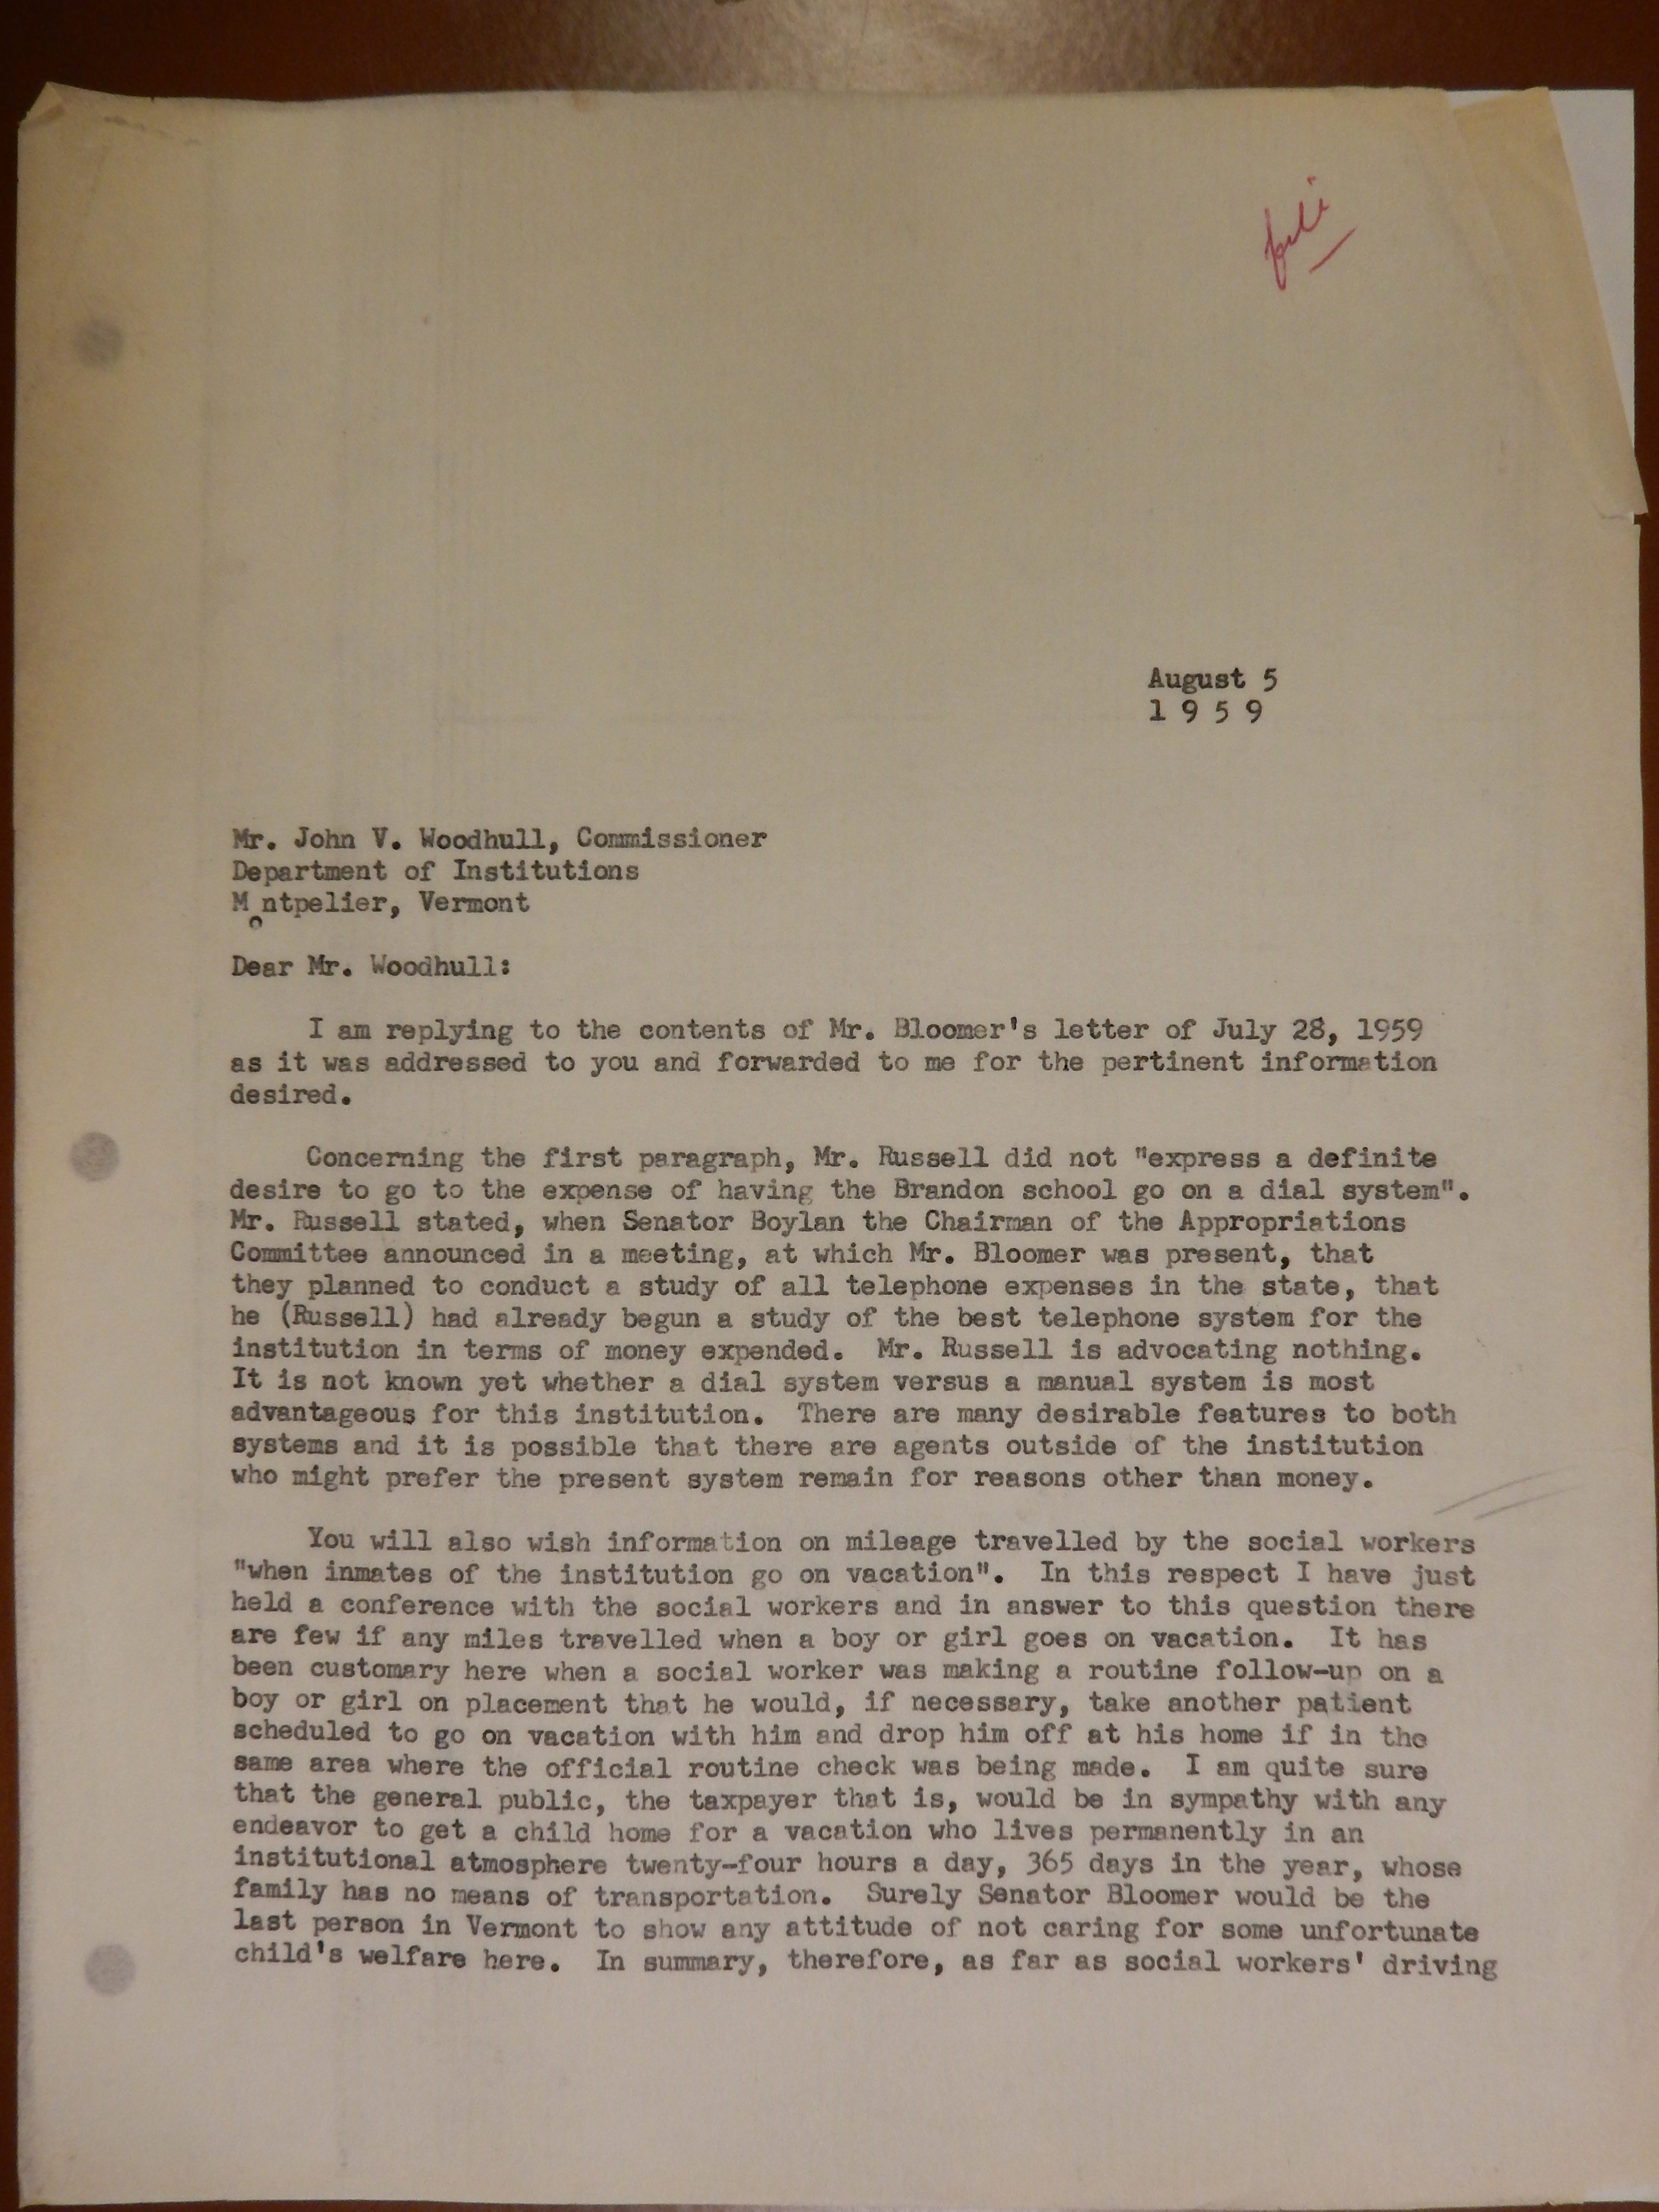 file
August 5
1 9 5 9
Mr. John V. Woodhull, Commissioner
Department of Institutions
Montpelier, Vermont
Dear Mr. Woodhull:
I am replying to the contents of Mr. Bloomer's letter of July 28, 1959
as it was addressed to you and forwarded to me for the pertinent information
desired.
Concerning the first paragraph, Mr. Russell did not "express a definite
desire to go to the expense of having the Brandon school go on a dial system".
Mr. Russell stated, when Senator Boylan the Chairman of the Appropriations
Committee announced in a meeting, at which Mr. Bloomer was present, that
they planned to conduct a study of all telephone expenses in the state, that
he (Russell) had already begun a study of the best telephone system for the
institution in terms of money expended. Mr. Russell is advocating nothing.
It is not known yet whether a dial system versus a manual system is most
advantageous for this institution. There are many desirable features to both
systems and it is possible that there are agents outside of the institution
who might prefer the present system remain for reasons other than money.
You will also wish information on mileage travelled by the social workers
"when inmates of the institution go on vacation". In this respect I have just
held a conference with the social workers and in answer to this question there
are few if any miles travelled when a boy or girl goes on vacation. It has
been customary here when a social worker was making a routine follow-up on a
boy or girl on placement that he would, if necessary, take another patient
scheduled to go on vacation with him and drop him off at his home if in the
same area where the official routine check was being made. I am quite sure
that the general public, the taxpayer that is, would be in sympathy with any
endeavor to get a child home for a vacation who lives permanently in an
institutional atmosphere twenty-four hours a day, 365 days in the year, whose
family has no means of transportation. Surely Senator Bloomer would be the
last person in Vermont to show any attitude of not caring for some unfortunate
child's welfare here. In summary, therefore, as far as social workers' driving